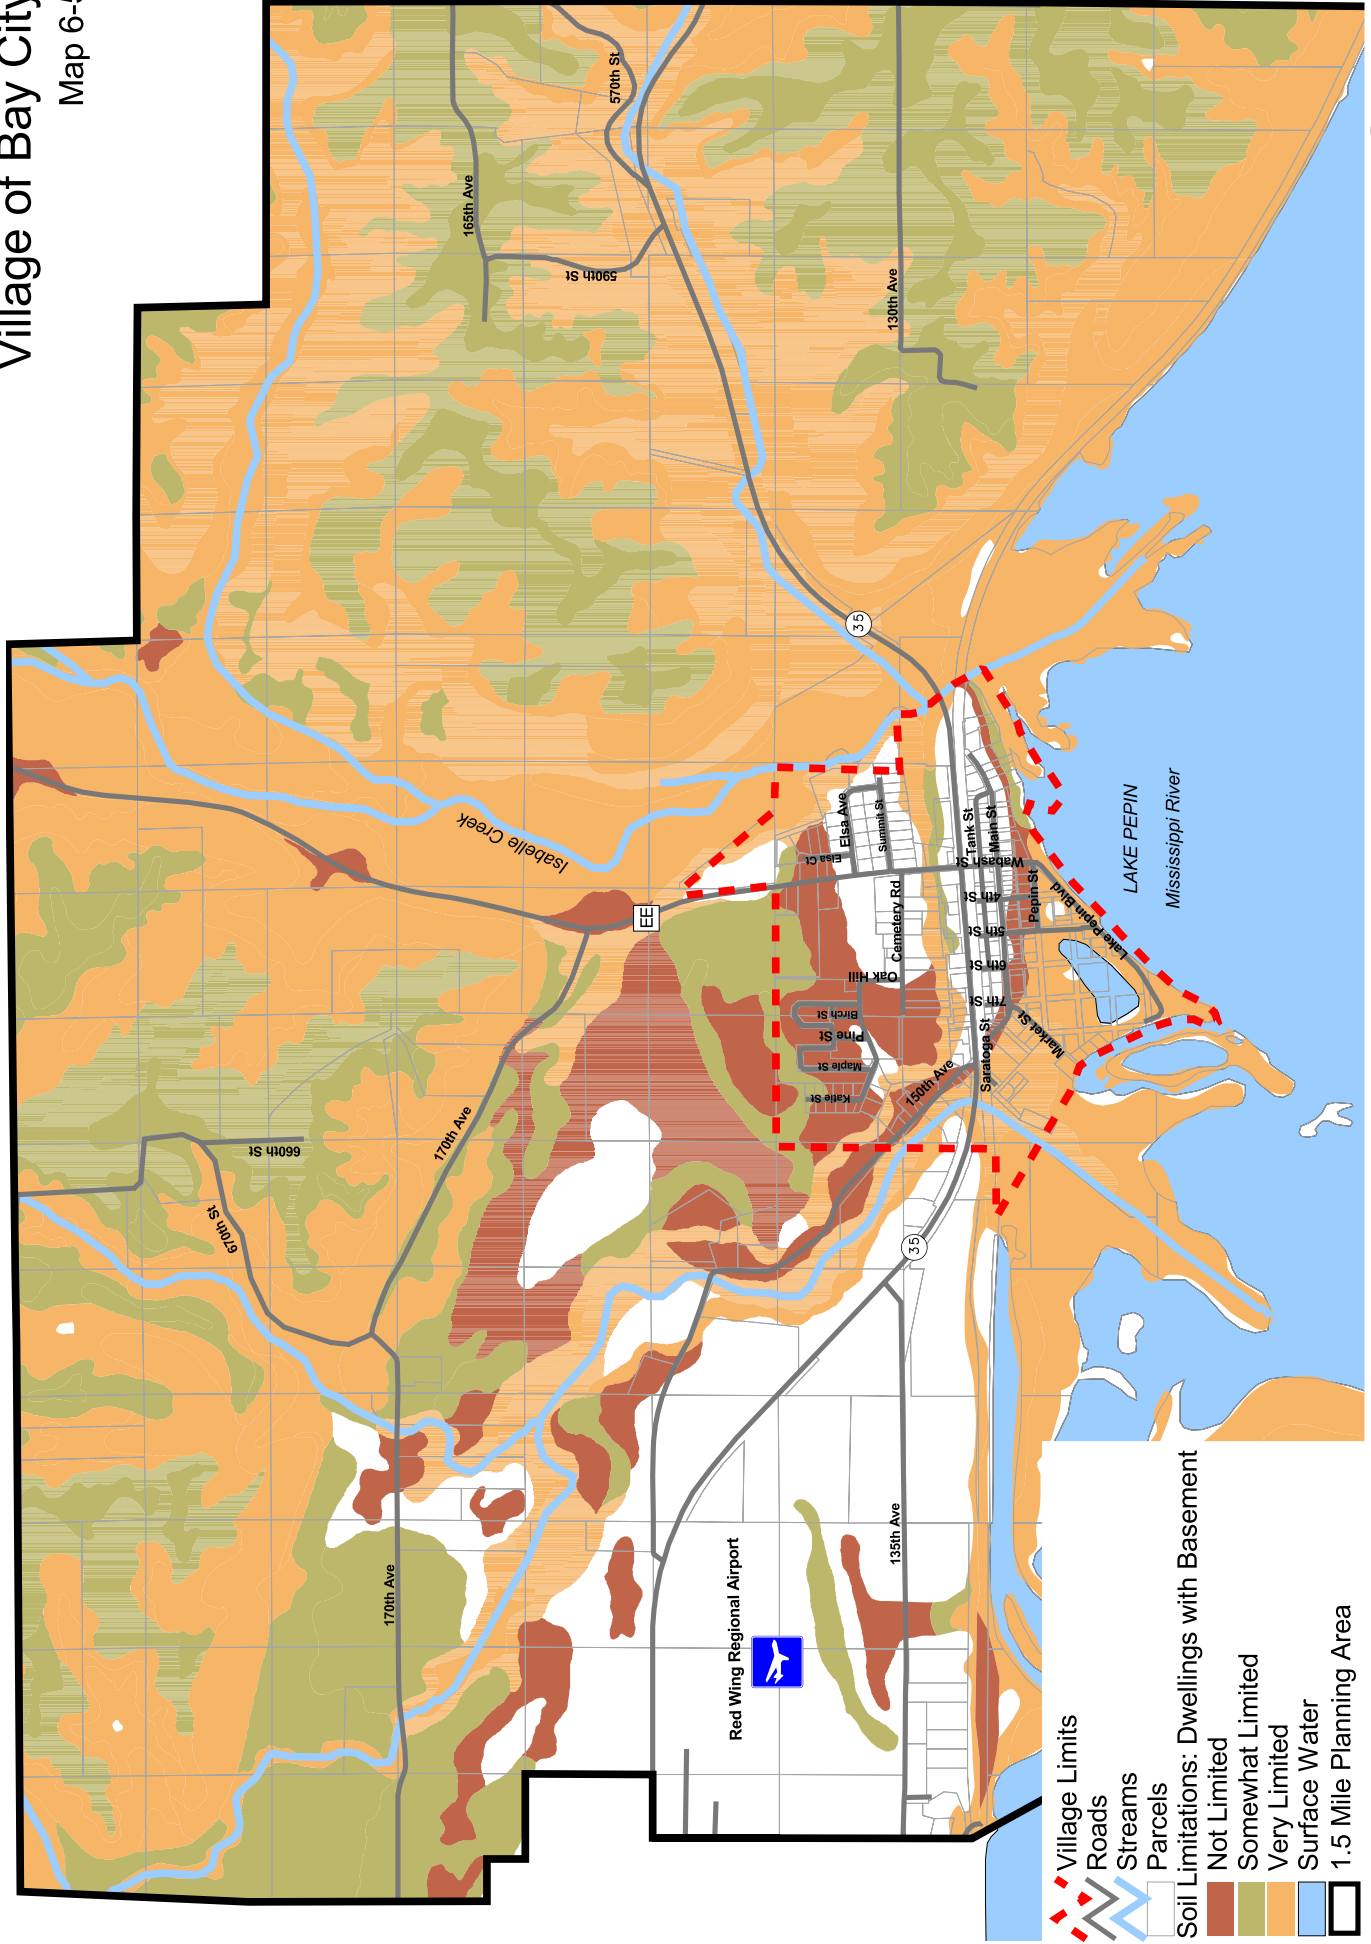 Village of Bay City
Map 6-
570th St
165th Ave
590th St
130th Ave
35
Isabelle Creek
EE
Elsa Ave
Summit St
Elsa Ct
Tank St
Main St
Wabash St
4th St
Pepin St
Cemetery Rd
5th St
Lake Pepin Blvd
6th St
Oak Hill
7th St
Birch St
Pine St
Market St
Maple St
Saratoga St
Katie St
150th Ave
LAKE PEPIN
Mississippi River
660th St
170th Ave
670th St
35
170th Ave
135th Ave
Red Wing Regional Airport
Village Limits
Roads
Streams
Parcels
Soil Limitations: Dwellings with Basement
Not Limited
Somewhat Limited
Very Limited
Surface Water
1.5 Mile Planning Area